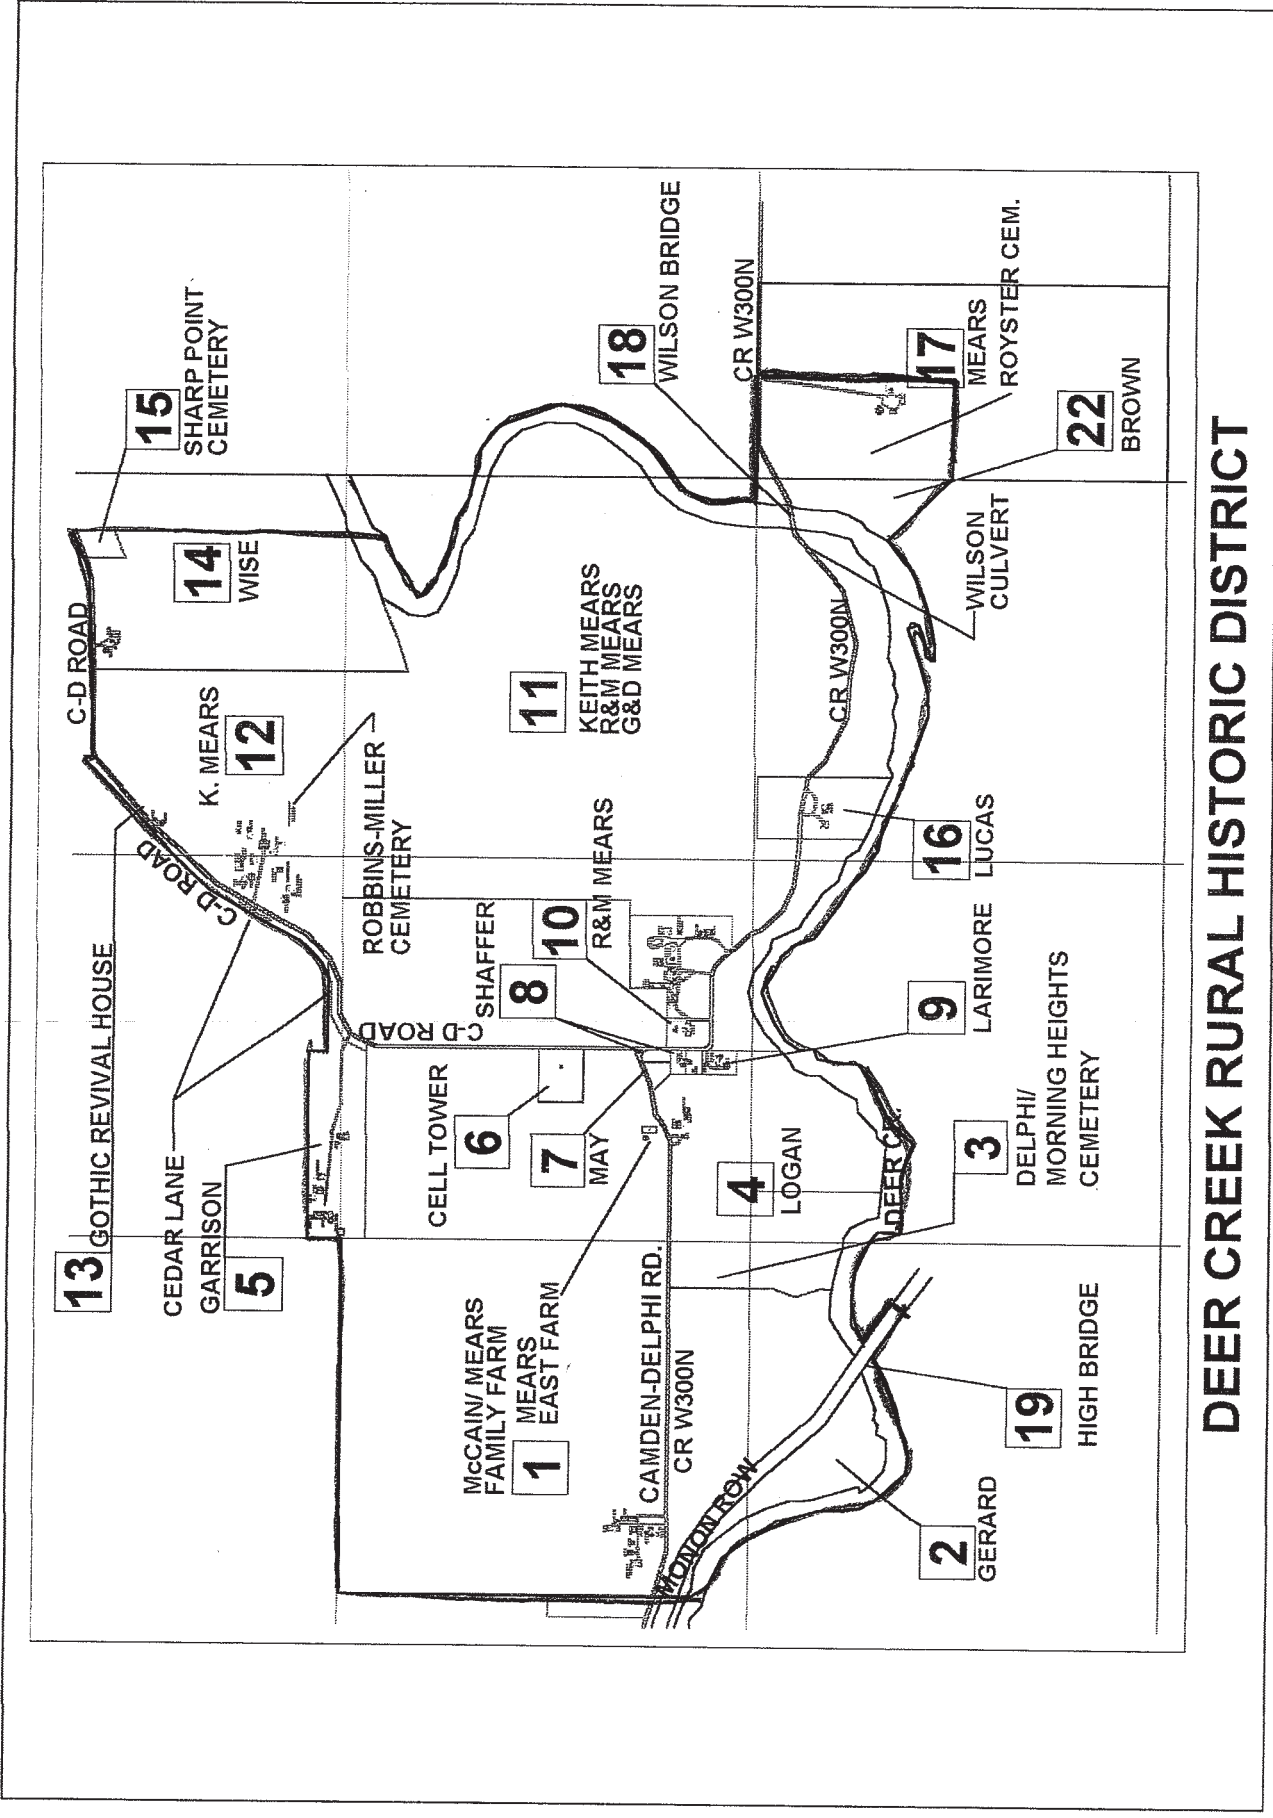 13
GOTHIC REVIVAL HOUSE
CEDAR LANE
GARRISON
5
C-D ROAD
C-D ROAD
K. MEARS
12
ROBBINS-MILLER
CEMETERY
15
SHARP POINT
CEMETERY
14
WISE
McCAIN/ MEARS
FAMILY FARM
1
MEARS
EAST FARM
CELL TOWER
6
7
MAY
C-D ROAD
SHAFFER
8
10
R&M MEARS
11
KEITH MEARS
R&M MEARS
G&D MEARS
18
WILSON BRIDGE
CAMDEN-DELPHI RD.
CR W300N
MONON ROW
4
LOGAN
CR W300N
CR W300N
DEER CRK.
2
GERARD
19
HIGH BRIDGE
3
DELPHI/
MORNING HEIGHTS
CEMETERY
9
LARIMORE
16
LUCAS
WILSON
CULVERT
17
MEARS
ROYSTER CEM.
22
BROWN
DEER CREEK RURAL HISTORIC DISTRICT